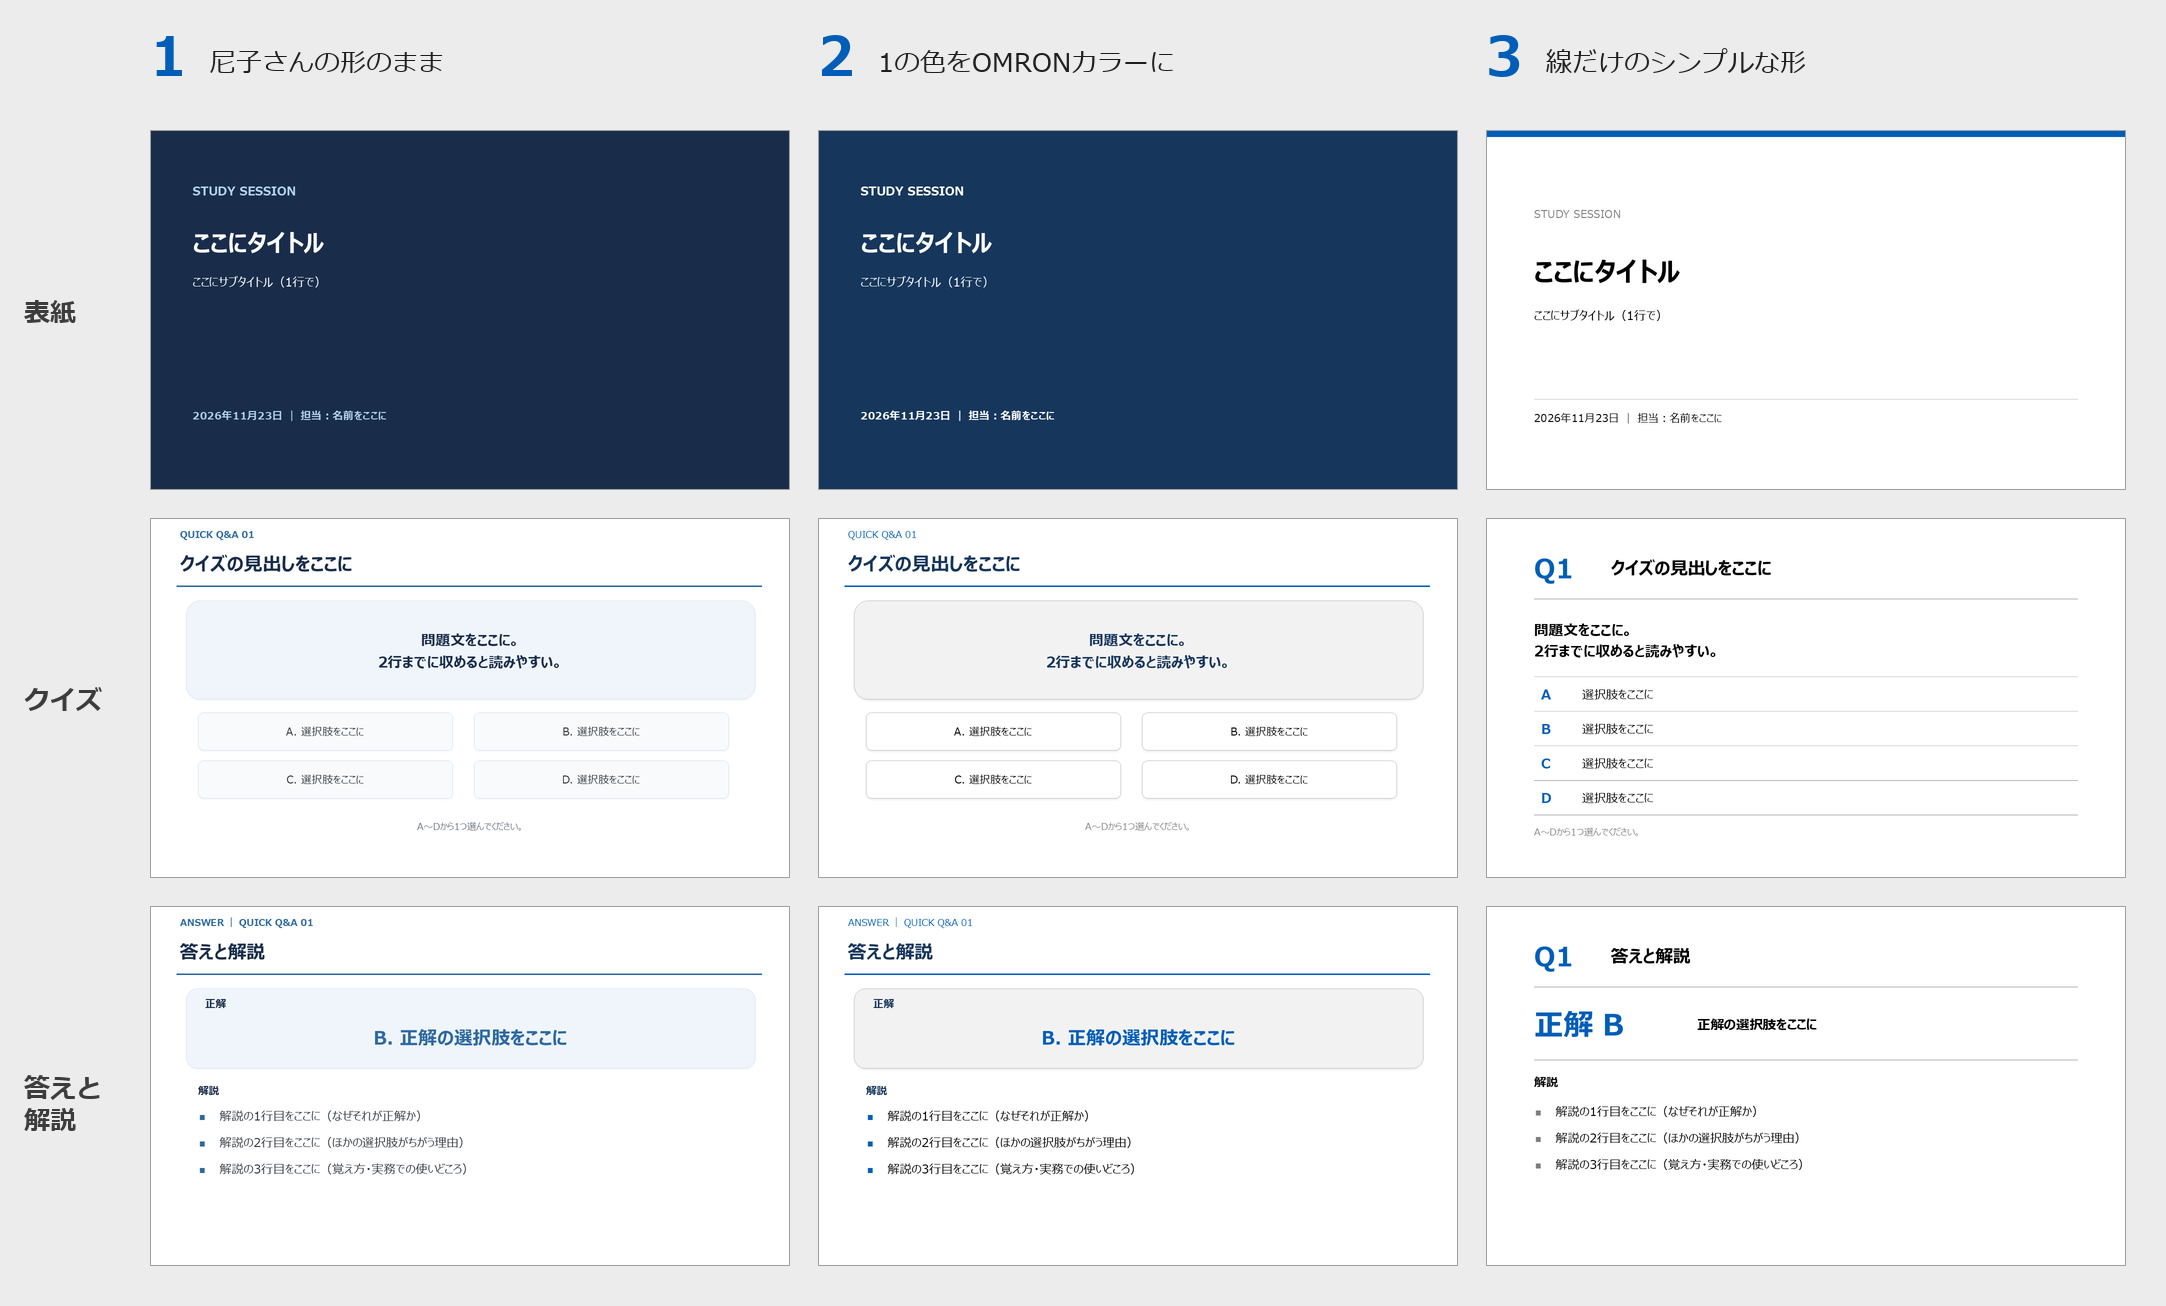 1 尼子さんの形のまま
2 1の色をOMRONカラーに
3 線だけのシンプルな形
表紙
STUDY SESSION
ここにタイトル
ここにサブタイトル（1行で）
2026年11月23日 ｜ 担当：名前をここに
STUDY SESSION
ここにタイトル
ここにサブタイトル（1行で）
2026年11月23日 ｜ 担当：名前をここに
STUDY SESSION
ここにタイトル
ここにサブタイトル（1行で）
2026年11月23日 ｜ 担当：名前をここに
クイズ
QUICK Q&A 01
クイズの見出しをここに
問題文をここに。
2行までに収めると読みやすい。
A. 選択肢をここに
B. 選択肢をここに
C. 選択肢をここに
D. 選択肢をここに
A～Dから1つ選んでください。
QUICK Q&A 01
クイズの見出しをここに
問題文をここに。
2行までに収めると読みやすい。
A. 選択肢をここに
B. 選択肢をここに
C. 選択肢をここに
D. 選択肢をここに
A～Dから1つ選んでください。
Q1 クイズの見出しをここに
問題文をここに。
2行までに収めると読みやすい。
A 選択肢をここに
B 選択肢をここに
C 選択肢をここに
D 選択肢をここに
A～Dから1つ選んでください。
答えと
解説
ANSWER ｜ QUICK Q&A 01
答えと解説
正解
B. 正解の選択肢をここに
解説
■ 解説の1行目をここに（なぜそれが正解か）
■ 解説の2行目をここに（ほかの選択肢がちがう理由）
■ 解説の3行目をここに（覚え方・実務での使いどころ）
ANSWER ｜ QUICK Q&A 01
答えと解説
正解
B. 正解の選択肢をここに
解説
■ 解説の1行目をここに（なぜそれが正解か）
■ 解説の2行目をここに（ほかの選択肢がちがう理由）
■ 解説の3行目をここに（覚え方・実務での使いどころ）
Q1 答えと解説
正解 B 正解の選択肢をここに
解説
■ 解説の1行目をここに（なぜそれが正解か）
■ 解説の2行目をここに（ほかの選択肢がちがう理由）
■ 解説の3行目をここに（覚え方・実務での使いどころ）